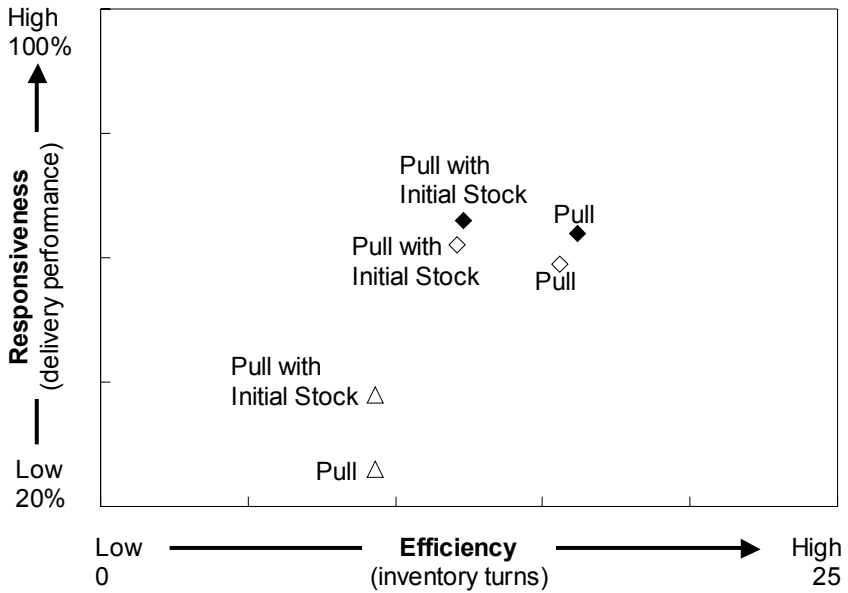 High
100%
Responsiveness
(delivery performance)
Low
20%
Pull with
Initial Stock
Pull
Pull with
Initial Stock
Pull
Pull with
Initial Stock
Pull
Low
0
Efficiency
(inventory turns)
High
25